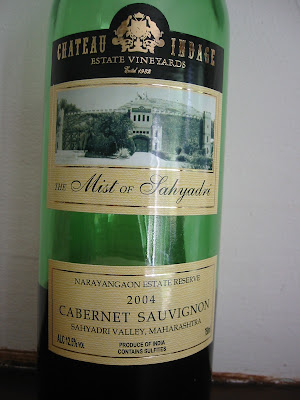 CHATEAU INDAGE
ESTATE VINEYARDS
Estd 1982
THE Mist OF Sahyadri
NARAYANGAON ESTATE RESERVE
2004
CABERNET SAUVIGNON
SAHYADRI VALLEY, MAHARASHTRA
PRODUCE OF INDIA
CONTAINS SULFITES